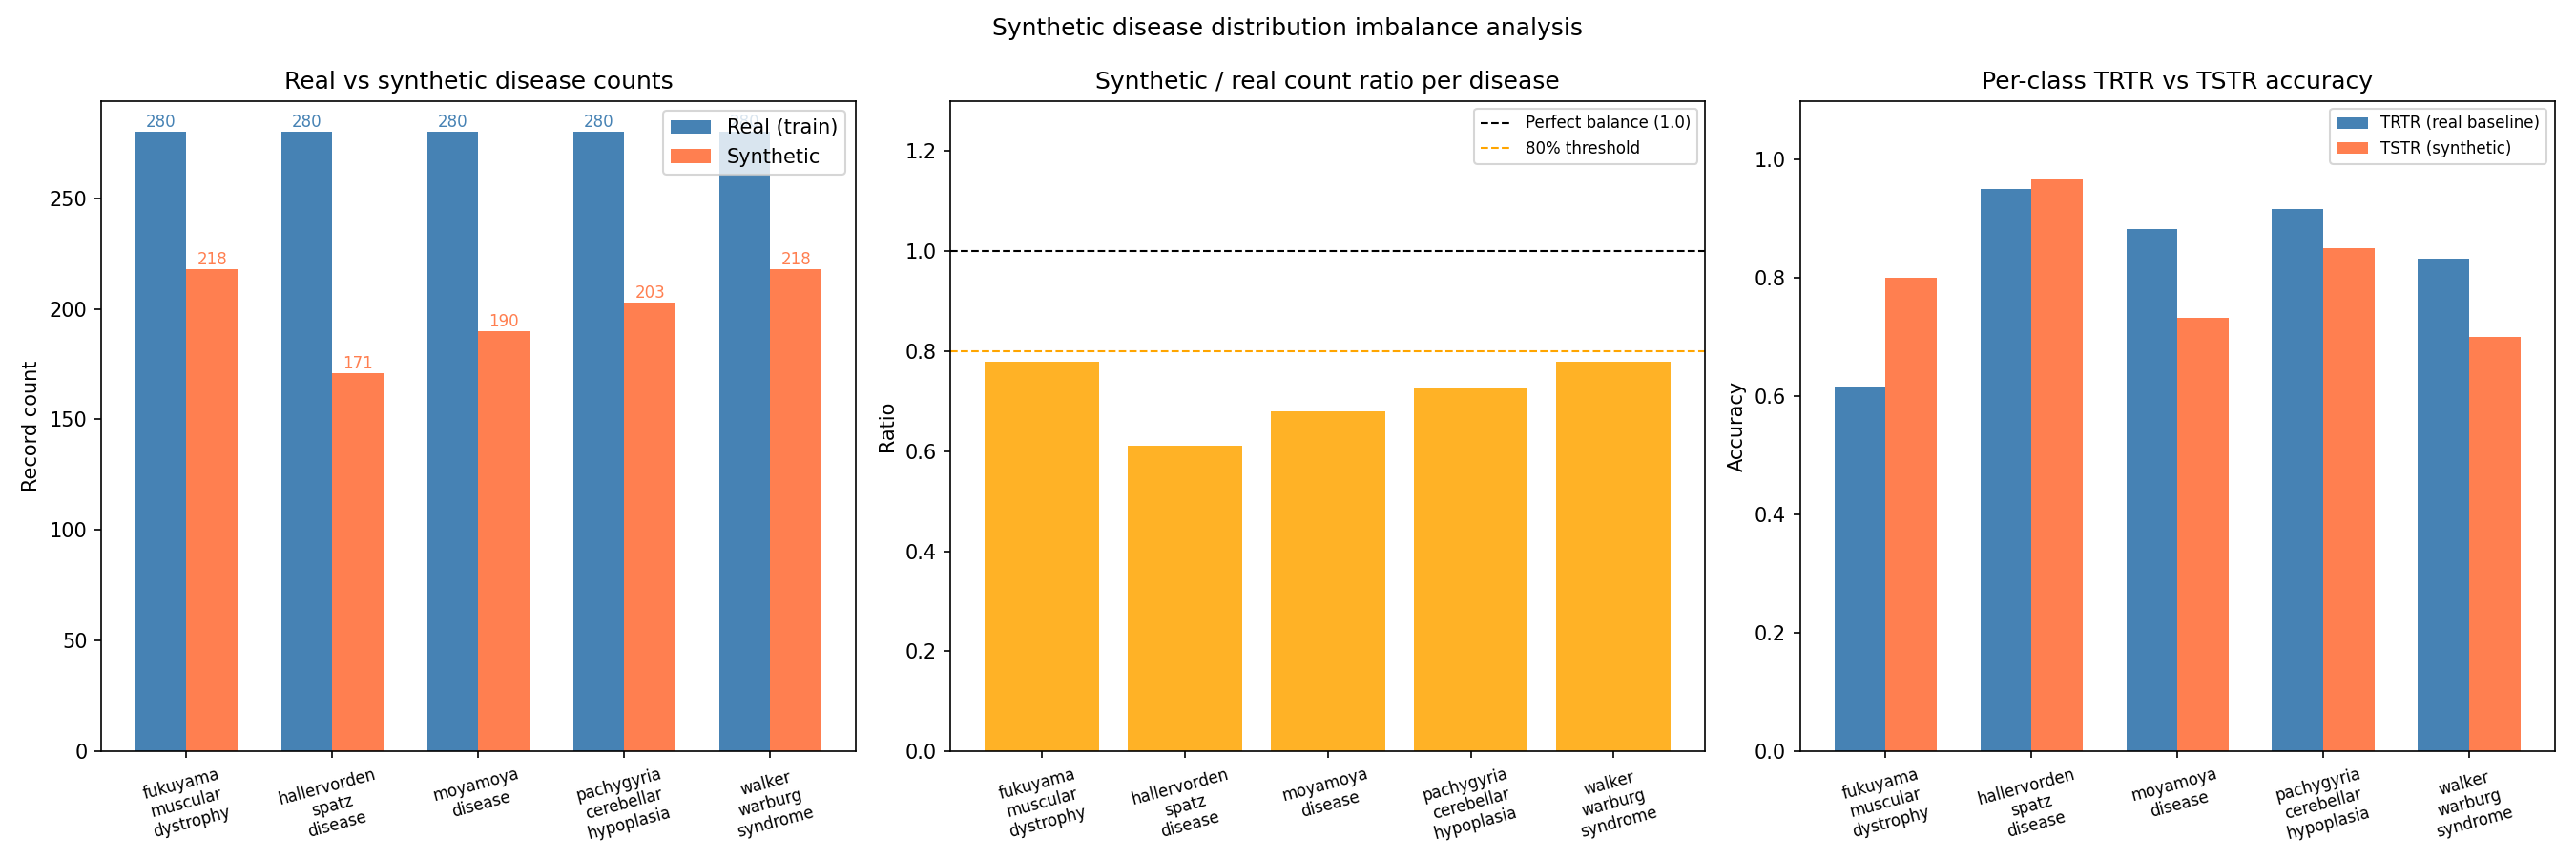 Synthetic disease distribution imbalance analysis
Real vs synthetic disease counts
Record count
250
200
150
100
50
0
280
218
280
171
280
190
280
203
218
Real (train)
Synthetic
fukuyama
muscular
dystrophy
hallervorden
spatz
disease
moyamoya
disease
pachygyria
cerebellar
hypoplasia
walker
warburg
syndrome
Synthetic / real count ratio per disease
Ratio
1.2
1.0
0.8
0.6
0.4
0.2
0.0
Perfect balance (1.0)
80% threshold
fukuyama
muscular
dystrophy
hallervorden
spatz
disease
moyamoya
disease
pachygyria
cerebellar
hypoplasia
walker
warburg
syndrome
Per-class TRTR vs TSTR accuracy
Accuracy
1.0
0.8
0.6
0.4
0.2
0.0
TRTR (real baseline)
TSTR (synthetic)
fukuyama
muscular
dystrophy
hallervorden
spatz
disease
moyamoya
disease
pachygyria
cerebellar
hypoplasia
walker
warburg
syndrome